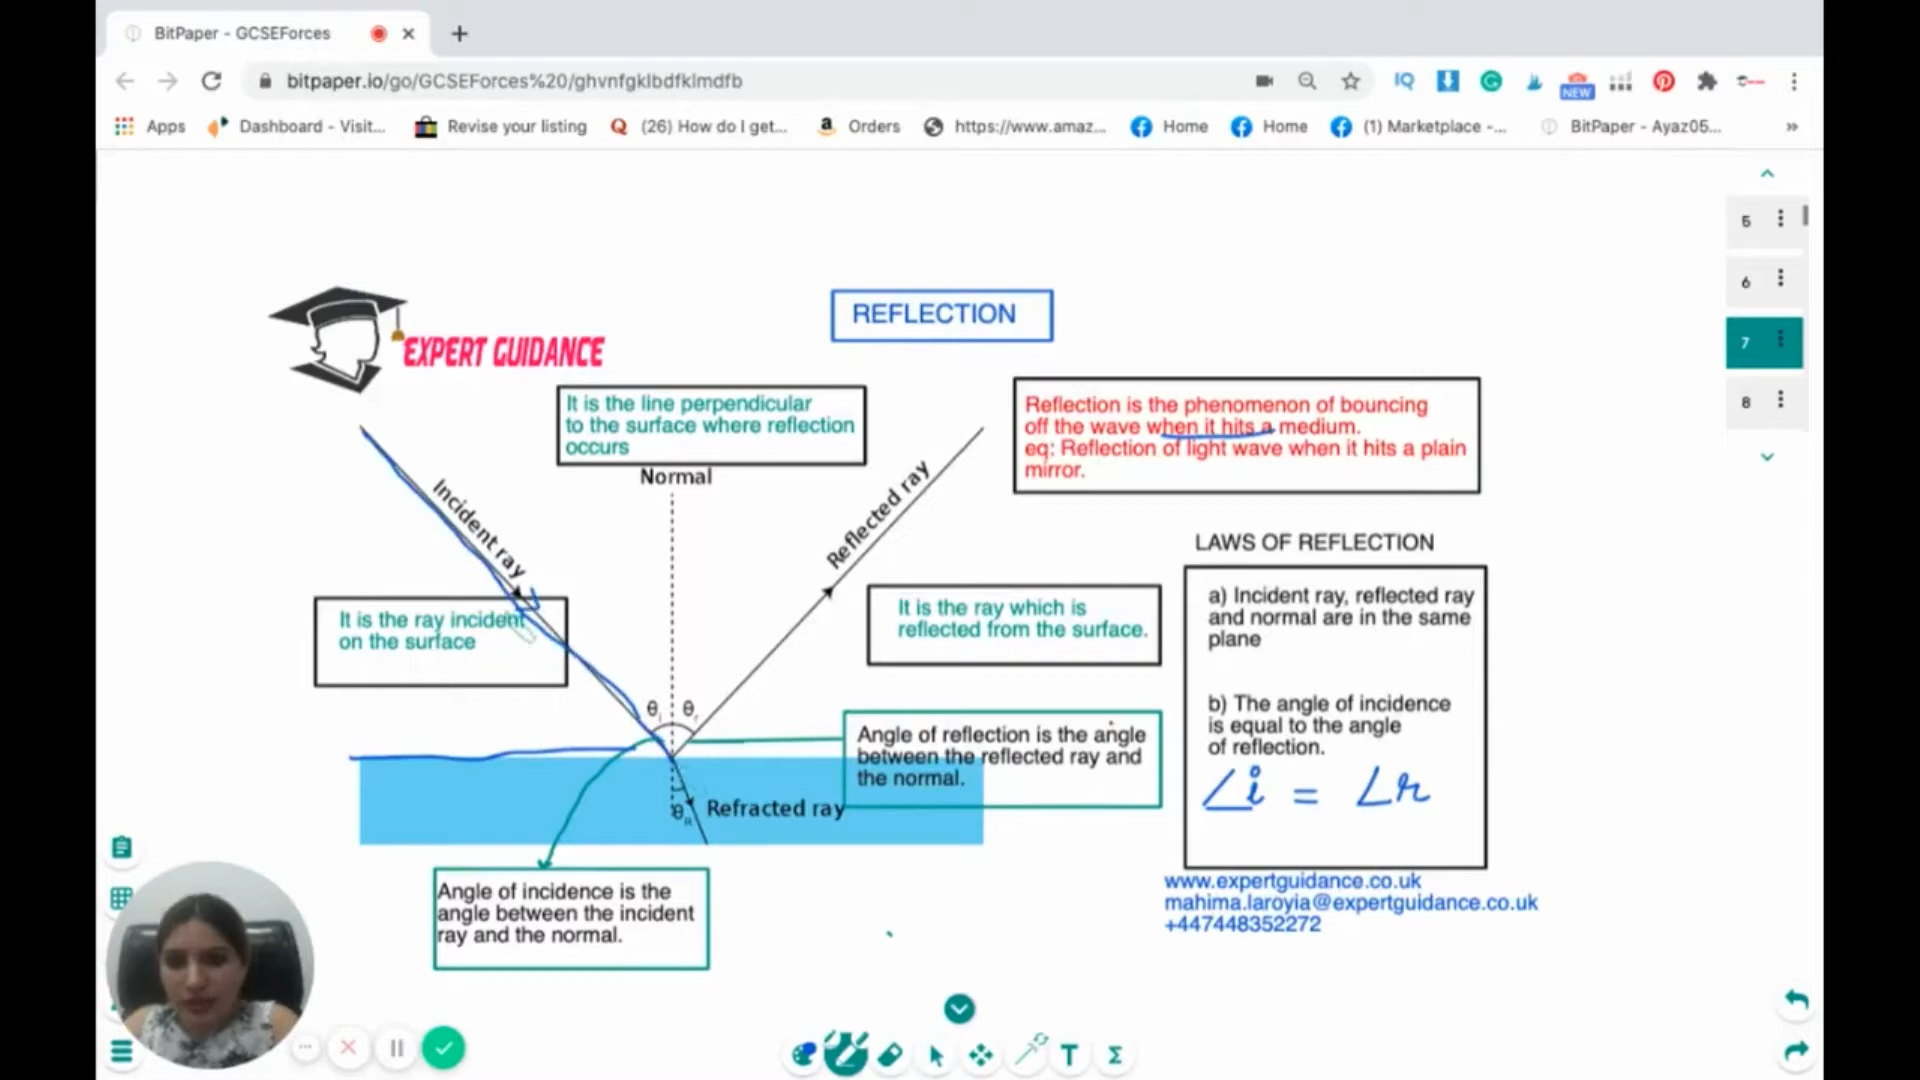 BitPaper - GCSEForces
bitpaper.io/go/GCSEForces%20/ghvnfgklbdfklmdfb
IQ
NEW
Apps
Dashboard - Visit...
Revise your listing
Q (26) How do I get...
a Orders
https://www.amaz...
Home
Home
(1) Marketplace -...
BitPaper - Ayaz05...
5
6
7
8
REFLECTION
EXPERT GUIDANCE
It is the line perpendicular
to the surface where reflection
occurs
Normal
Reflection is the phenomenon of bouncing
off the wave when it hits a medium.
eq: Reflection of light wave when it hits a plain
mirror.
Incident ray
Reflected ray
LAWS OF REFLECTION
It is the ray incident
on the surface
It is the ray which is
reflected from the surface.
a) Incident ray, reflected ray
and normal are in the same
plane
b) The angle of incidence
is equal to the angle
of reflection.
∠i = ∠r
θi θr
Angle of reflection is the angle
between the reflected ray and
the normal.
θR Refracted ray
Angle of incidence is the
angle between the incident
ray and the normal.
www.expertguidance.co.uk
mahima.laroyia@expertguidance.co.uk
+447448352272
T
Σ